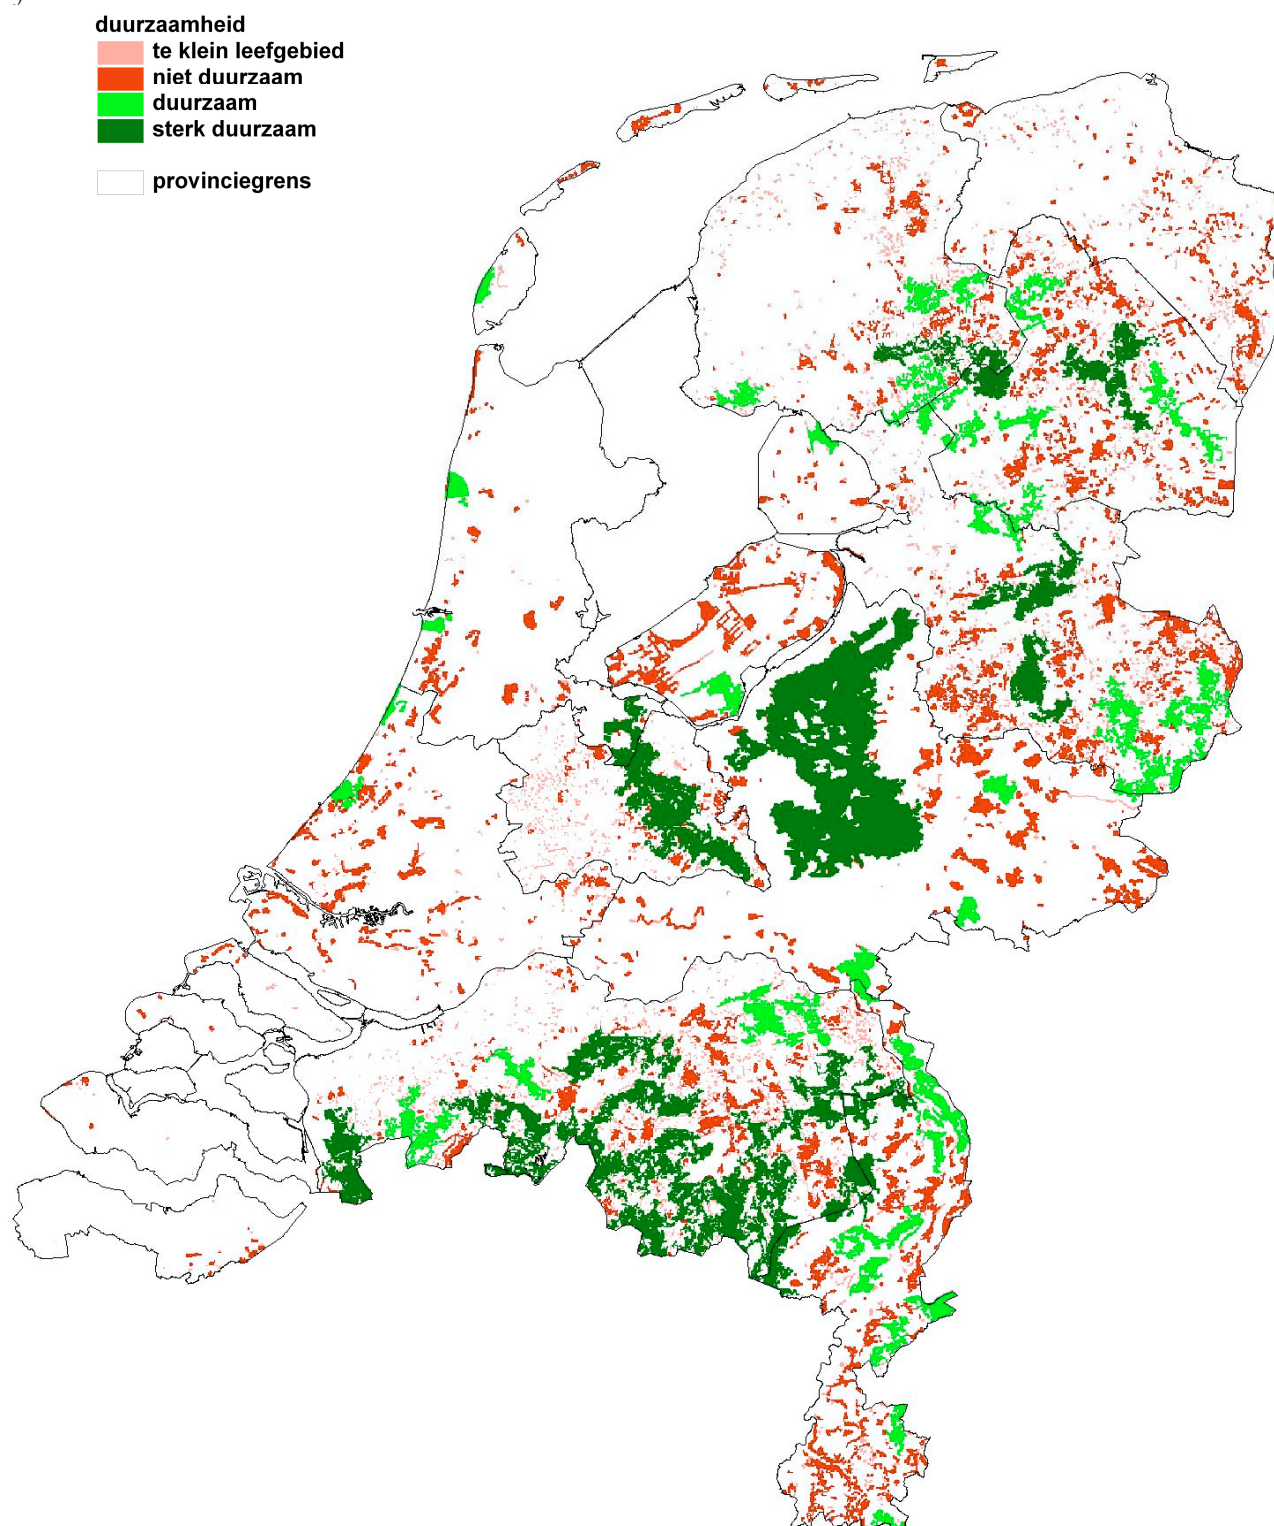 duurzaamheid
te klein leefgebied
niet duurzaam
duurzaam
sterk duurzaam
provinciegrens